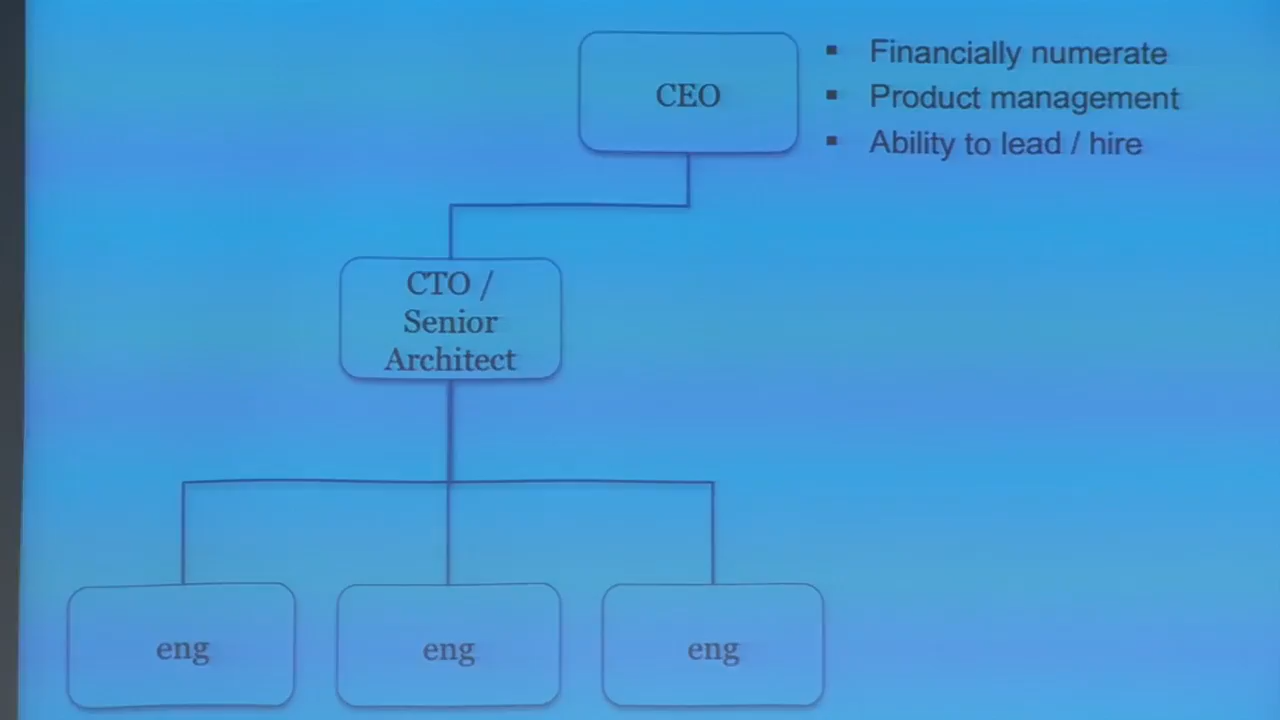 CEO
▪ Financially numerate
▪ Product management
▪ Ability to lead / hire
CTO /
Senior
Architect
eng
eng
eng